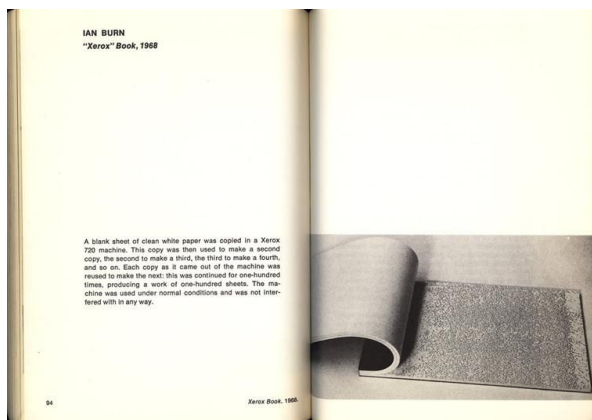 IAN BURN
"Xerox" Book, 1968
A blank sheet of clean white paper was copied in a Xerox
720 machine. This copy was then used to make a second
copy, the second to make a third, the third to make a fourth,
and so on. Each copy as it came out of the machine was
reused to make the next: this was continued for one-hundred
times, producing a work of one-hundred sheets. The ma-
chine was used under normal conditions and was not inter-
fered with in any way.
94
Xerox Book, 1968.